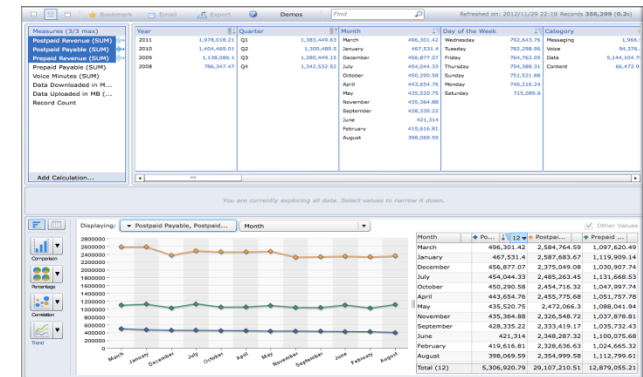 Bookmark Email Export Demos Find Refreshed on: 2012/11/29 22:19 Records 356,399 (0.3s)
Measures (3/3 max)
Postpaid Revenue (SUM)
Postpaid Payable (SUM)
Prepaid Revenue (SUM)
Prepaid Payable (SUM)
Voice Minutes (SUM)
Data Downloaded in M...
Data Uploaded in MB (...
Record Count
Add Calculation...
Year
2011 1,978,018.21
2010 1,404,465.01
2009 1,138,086.1
2008 786,347.47
Quarter
Q1 1,383,449.63
Q2 1,300,489.5
Q3 1,280,449.15
Q4 1,342,532.52
Month
March 496,301.42
January 467,531.4
December 456,877.07
July 454,044.33
October 450,290.58
April 443,654.76
May 435,520.75
November 435,364.88
September 428,335.22
June 421,314
February 419,616.81
August 398,069.59
Day of the Week
Wednesday 792,643.76
Tuesday 782,298.96
Friday 764,762.05
Thursday 754,388.31
Sunday 751,521.89
Monday 745,216.24
Saturday 715,089.6
Category
Messaging 1,966.
Voice 94,376.
Data 5,144,104.7
Content 66,472.9
You are currently exploring all data. Select values to narrow it down.
Displaying: Postpaid Payable, Postpaid... Month Other Values
Comparison
Percentage
Correlation
Trend
2800000
2600000
2400000
2200000
2000000
1800000
1600000
1400000
1200000
1000000
800000
600000
400000
200000
0
March January December July October April May November September June February August
Month Po... 12 Postpai... Prepaid
March 496,301.42 2,584,764.59 1,097,620.49
January 467,531.4 2,587,683.67 1,119,909.14
December 456,877.07 2,375,049.08 1,030,907.74
July 454,044.33 2,485,263.45 1,131,668.53
October 450,290.58 2,454,716.32 1,047,997.74
April 443,654.76 2,455,775.68 1,051,757.78
May 435,520.75 2,472,066.3 1,088,041.94
November 435,364.88 2,326,548.72 1,037,878.81
September 428,335.22 2,333,419.17 1,035,732.43
June 421,314 2,348,287.32 1,100,075.68
February 419,616.81 2,328,636.63 1,024,665.32
August 398,069.59 2,354,999.58 1,112,799.61
Total (12) 5,306,920.79 29,107,210.51 12,879,055.21